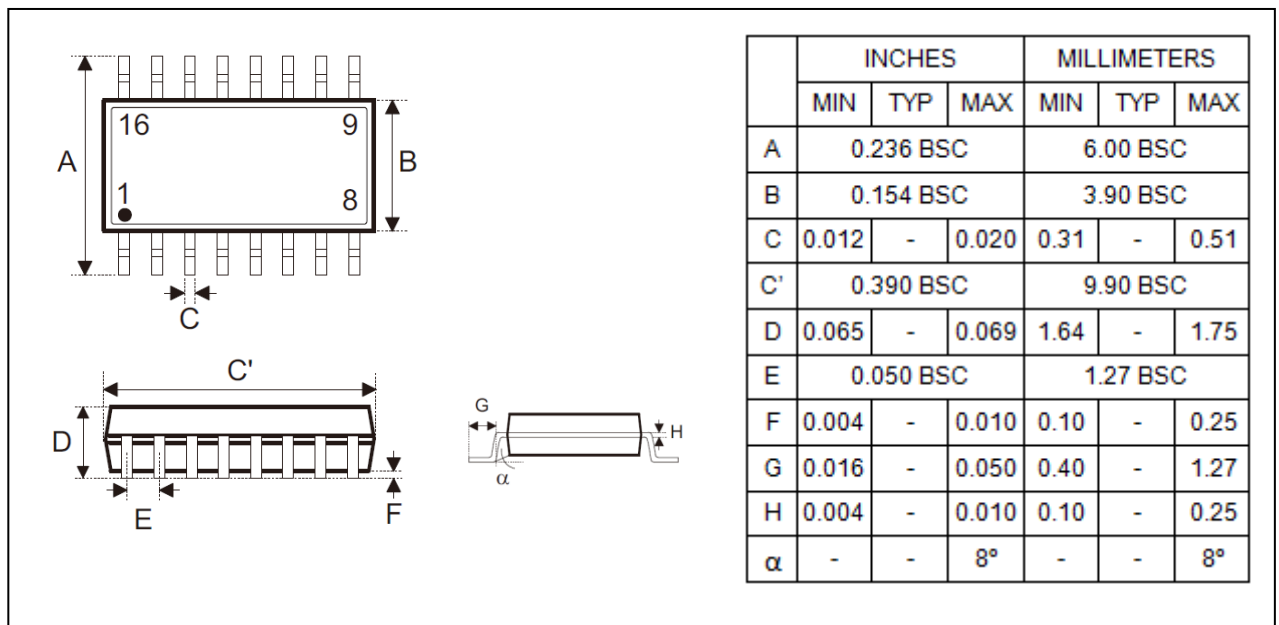 A
16 9
1 8
B
C
C'
D
E
F
G
H
α
INCHES MILLIMETERS
MIN TYP MAX MIN TYP MAX
A 0.236 BSC 6.00 BSC
B 0.154 BSC 3.90 BSC
C 0.012 - 0.020 0.31 - 0.51
C' 0.390 BSC 9.90 BSC
D 0.065 - 0.069 1.64 - 1.75
E 0.050 BSC 1.27 BSC
F 0.004 - 0.010 0.10 - 0.25
G 0.016 - 0.050 0.40 - 1.27
H 0.004 - 0.010 0.10 - 0.25
α - - 8° - - 8°